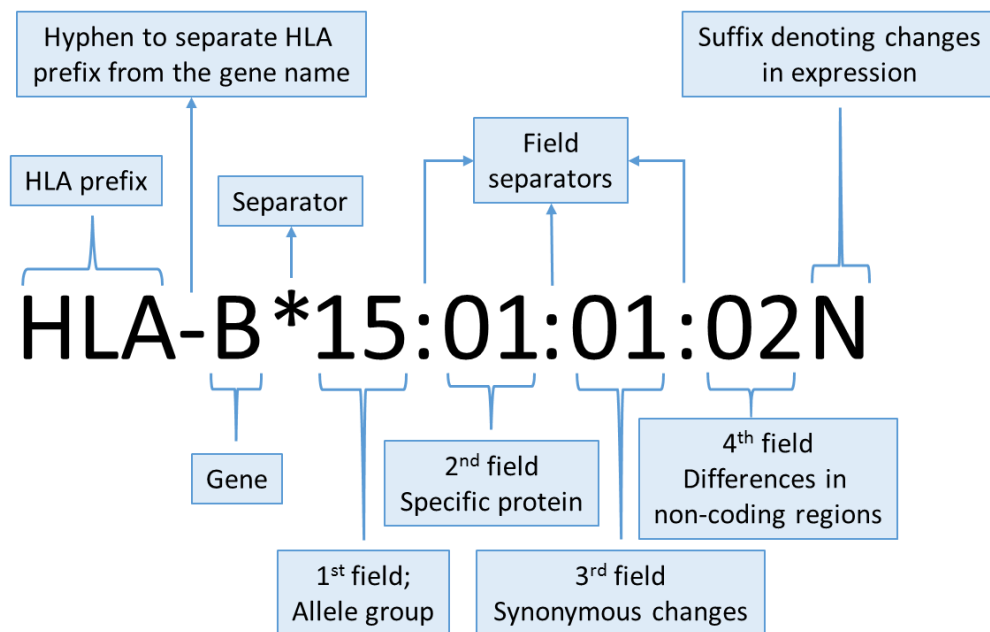 Hyphen to separate HLA
prefix from the gene name
Suffix denoting changes
in expression
Field
separators
HLA prefix
Separator
HLA-B*15:01:01:02N
Gene
2nd field
Specific protein
4th field
Differences in
non-coding regions
1st field;
Allele group
3rd field
Synonymous changes